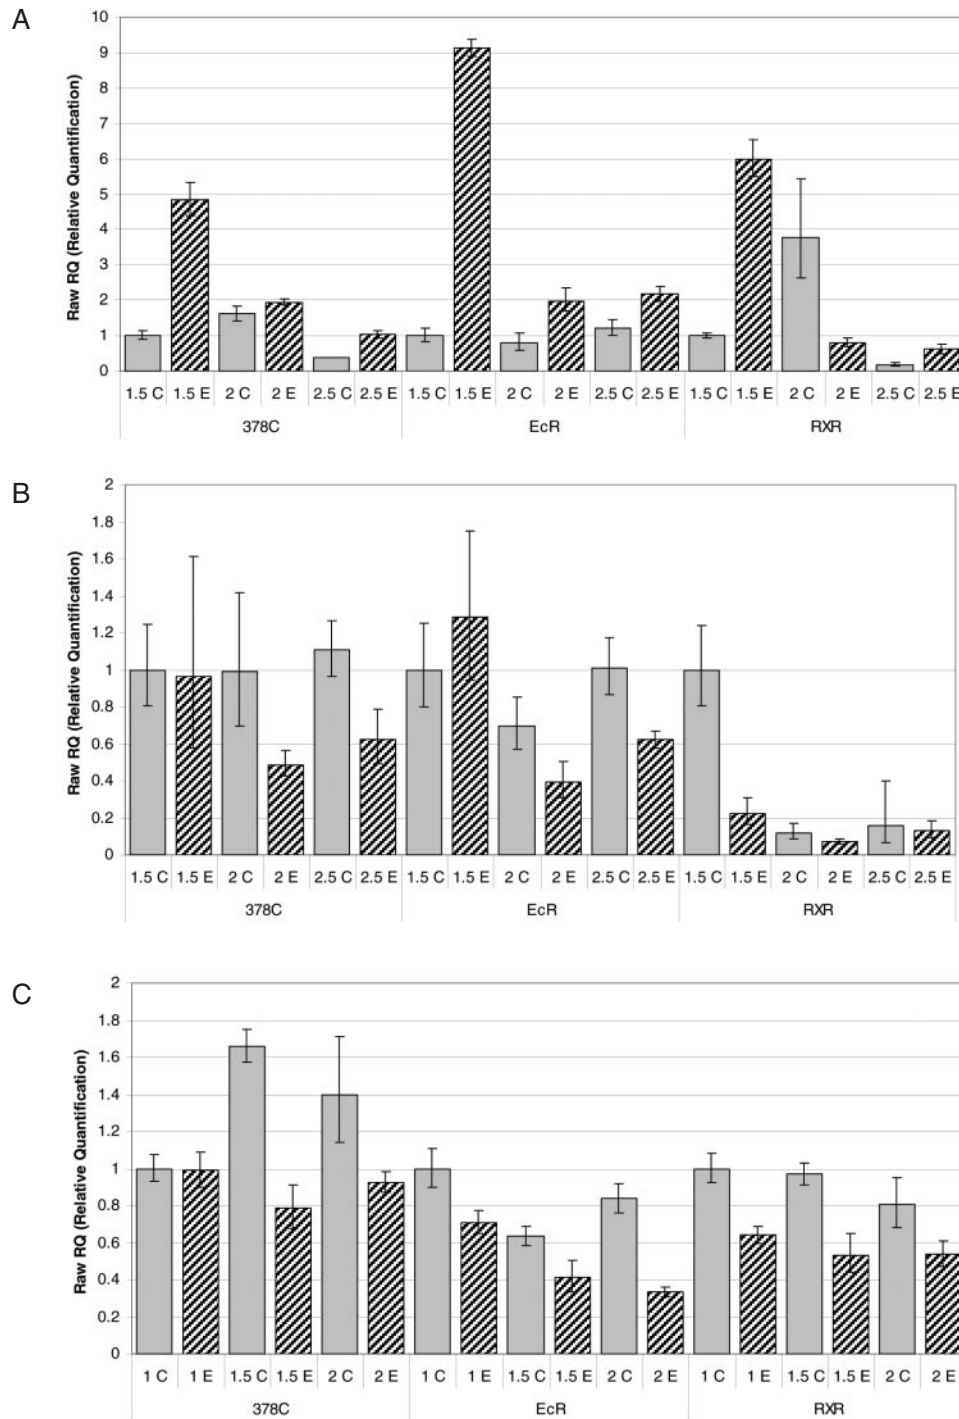 A
Raw RQ (Relative Quantification)
10
9
8
7
6
5
4
3
2
1
0
1.5 C 1.5 E 2 C 2 E 2.5 C 2.5 E 1.5 C 1.5 E 2 C 2 E 2.5 C 2.5 E 1.5 C 1.5 E 2 C 2 E 2.5 C 2.5 E
378C EcR RXR
B
Raw RQ (Relative Quantification)
2
1.8
1.6
1.4
1.2
1
0.8
0.6
0.4
0.2
0
1.5 C 1.5 E 2 C 2 E 2.5 C 2.5 E 1.5 C 1.5 E 2 C 2 E 2.5 C 2.5 E 1.5 C 1.5 E 2 C 2 E 2.5 C 2.5 E
378C EcR RXR
C
Raw RQ (Relative Quantification)
2
1.8
1.6
1.4
1.2
1
0.8
0.6
0.4
0.2
0
1 C 1 E 1.5 C 1.5 E 2 C 2 E 1 C 1 E 1.5 C 1.5 E 2 C 2 E 1 C 1 E 1.5 C 1.5 E 2 C 2 E
378C EcR RXR